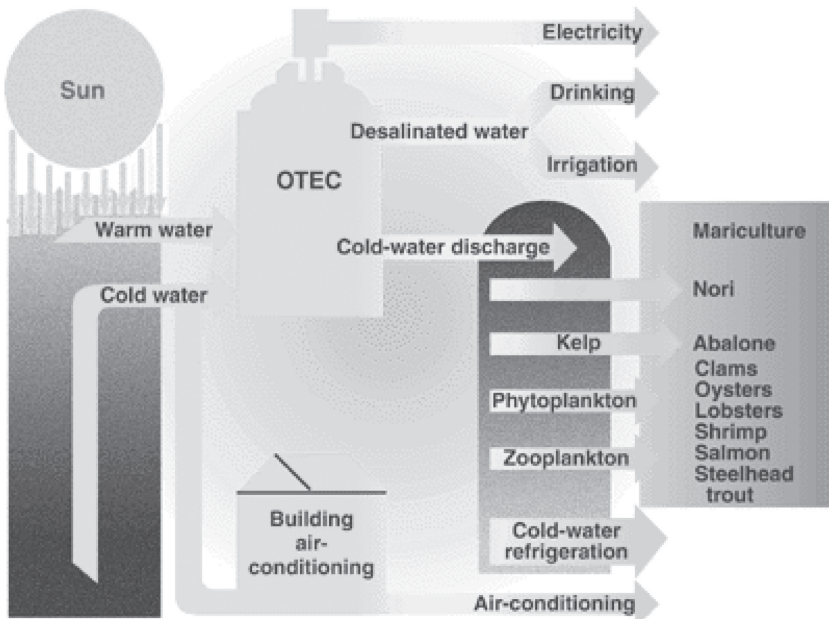 Sun
OTEC
Electricity
Drinking
Desalinated water
Irrigation
Warm water
Cold-water discharge
Cold water
Mariculture
Nori
Kelp
Abalone
Clams
Phytoplankton
Oysters
Lobsters
Shrimp
Zooplankton
Salmon
Steelhead
trout
Building
air-
conditioning
Cold-water
refrigeration
Air-conditioning